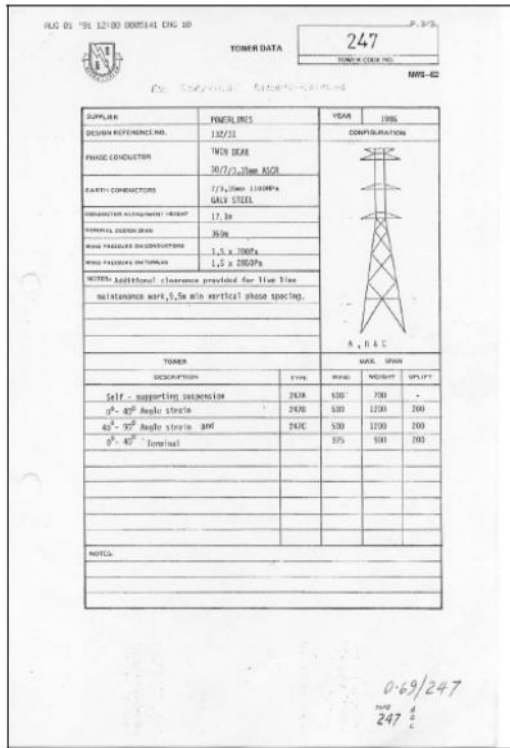 AUG 01 '91 12:00 0005141 ENG 10
P.3/3
TOWER DATA
247
TOWER CODE NO.
NWS-62
SUPPLIER
POWERLINES
YEAR
1986
DESIGN REFERENCE NO.
132/31
CONFIGURATION
PHASE CONDUCTOR
TWIN BEAR
30/7/3,35mm ASCR
EARTH CONDUCTORS
7/3,35mm 1100MPa
GALV STEEL
CONDUCTOR ATTACHMENT HEIGHT
17,1m
NOMINAL DESIGN SPAN
360m
WIND PRESSURE ON CONDUCTORS
1,5 x 700Pa
WIND PRESSURE ON TOWERS
1,5 x 2860Pa
NOTES: Additional clearance provided for live line
maintenance work, 5,5m min vertical phase spacing.
A, B & C
TOWER
MAX. SPAN
DESCRIPTION
TYPE
WIND
WEIGHT
UPLIFT
Self - supporting suspension
247A
500
700
-
0° - 40° Angle strain
247B
500
1200
200
40° - 90° Angle strain and
247C
500
1200
200
0° - 40° Terminal
375
900
200
NOTES:
0·69/247
TYPE
247
A
B
C